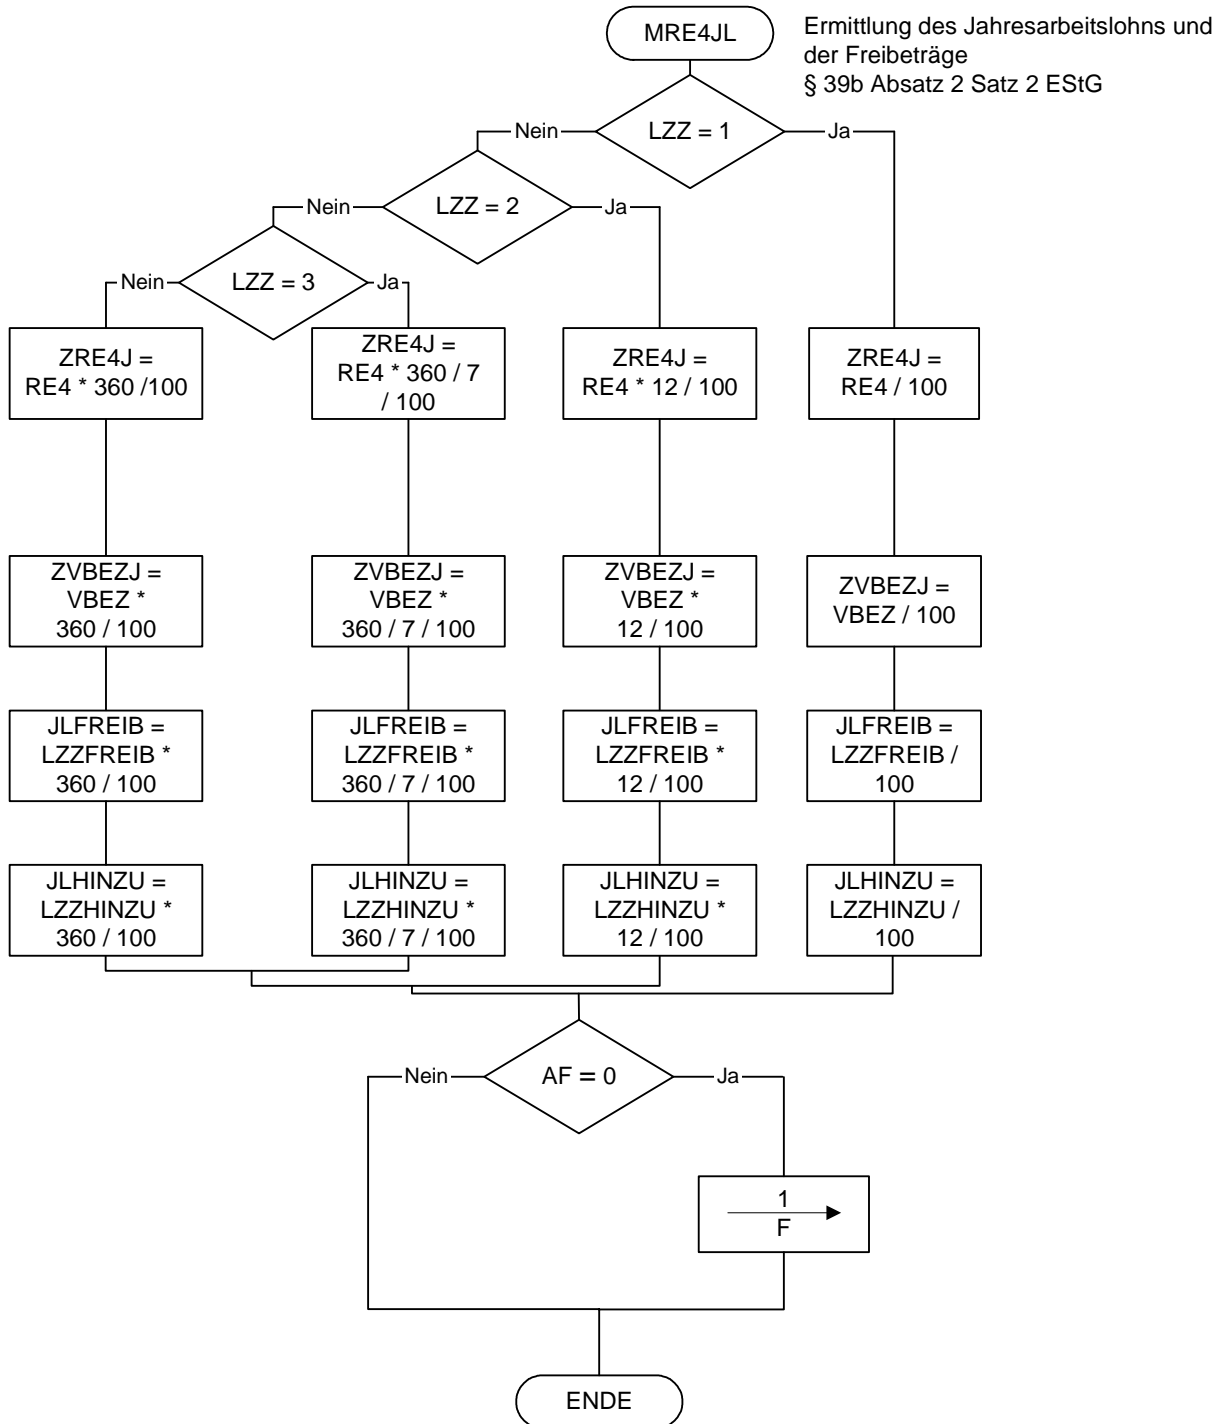 MRE4JL
Ermittlung des Jahresarbeitslohns und
der Freibeträge
§ 39b Absatz 2 Satz 2 EStG
Nein
LZZ = 1
Ja
Nein
LZZ = 2
Ja
Nein
LZZ = 3
Ja
ZRE4J =
RE4 * 360 /100
ZRE4J =
RE4 * 360 / 7
/ 100
ZRE4J =
RE4 * 12 / 100
ZRE4J =
RE4 / 100
ZVBEZJ =
VBEZ *
360 / 100
ZVBEZJ =
VBEZ *
360 / 7 / 100
ZVBEZJ =
VBEZ *
12 / 100
ZVBEZJ =
VBEZ / 100
JLFREIB =
LZZFREIB *
360 / 100
JLFREIB =
LZZFREIB *
360 / 7 / 100
JLFREIB =
LZZFREIB *
12 / 100
JLFREIB =
LZZFREIB /
100
JLHINZU =
LZZHINZU *
360 / 100
JLHINZU =
LZZHINZU *
360 / 7 / 100
JLHINZU =
LZZHINZU *
12 / 100
JLHINZU =
LZZHINZU /
100
Nein
AF = 0
Ja
1
F
ENDE